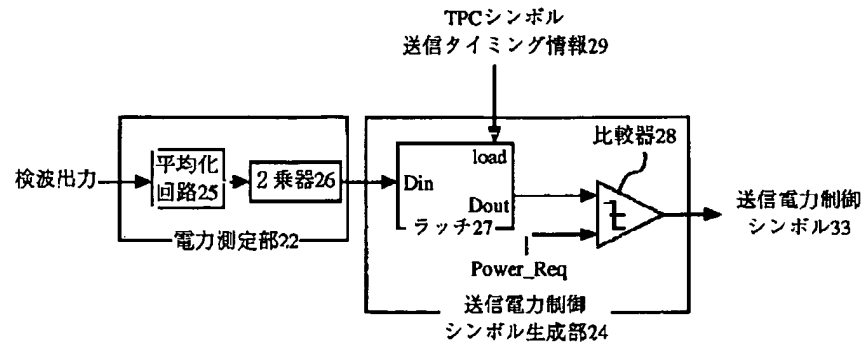 TPCシンボル
送信タイミング情報29
比較器28
load
検波出力
平均化
回路25
2乗器26
Din
Dout
ラッチ27
送信電力制御
シンボル33
電力測定部22
Power_Req
送信電力制御
シンボル生成部24